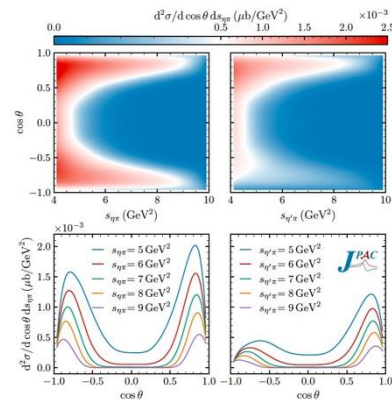 d²σ/d cos θ ds_ηπ (μb/GeV²) ×10⁻³
0.0 0.5 1.0 1.5 2.0 2.5
cos θ
1.0
0.5
0.0
−0.5
−1.0
4 6 8 10 4 6 8 10
s_ηπ (GeV²) s_η′π (GeV²)
×10⁻³
d²σ/d cos θ ds_ηπ (μb/GeV²)
2.0
1.5
1.0
0.5
0.0
s_ηπ = 5 GeV²
s_ηπ = 6 GeV²
s_ηπ = 7 GeV²
s_ηπ = 8 GeV²
s_ηπ = 9 GeV²
s_η′π = 5 GeV²
s_η′π = 6 GeV²
s_η′π = 7 GeV²
s_η′π = 8 GeV²
s_η′π = 9 GeV²
JPAC
−1.0 −0.5 0.0 0.5 1.0 −1.0 −0.5 0.0 0.5 1.0
cos θ cos θ